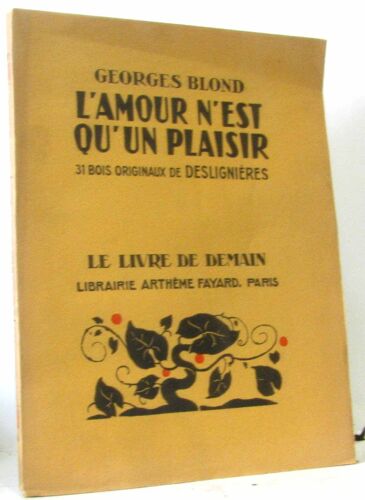 GEORGES BLOND
L'AMOUR N'EST
QU'UN PLAISIR
31 BOIS ORIGINAUX DE DESLIGNIÈRES
LE LIVRE DE DEMAIN
LIBRAIRIE ARTHÈME FAYARD. PARIS